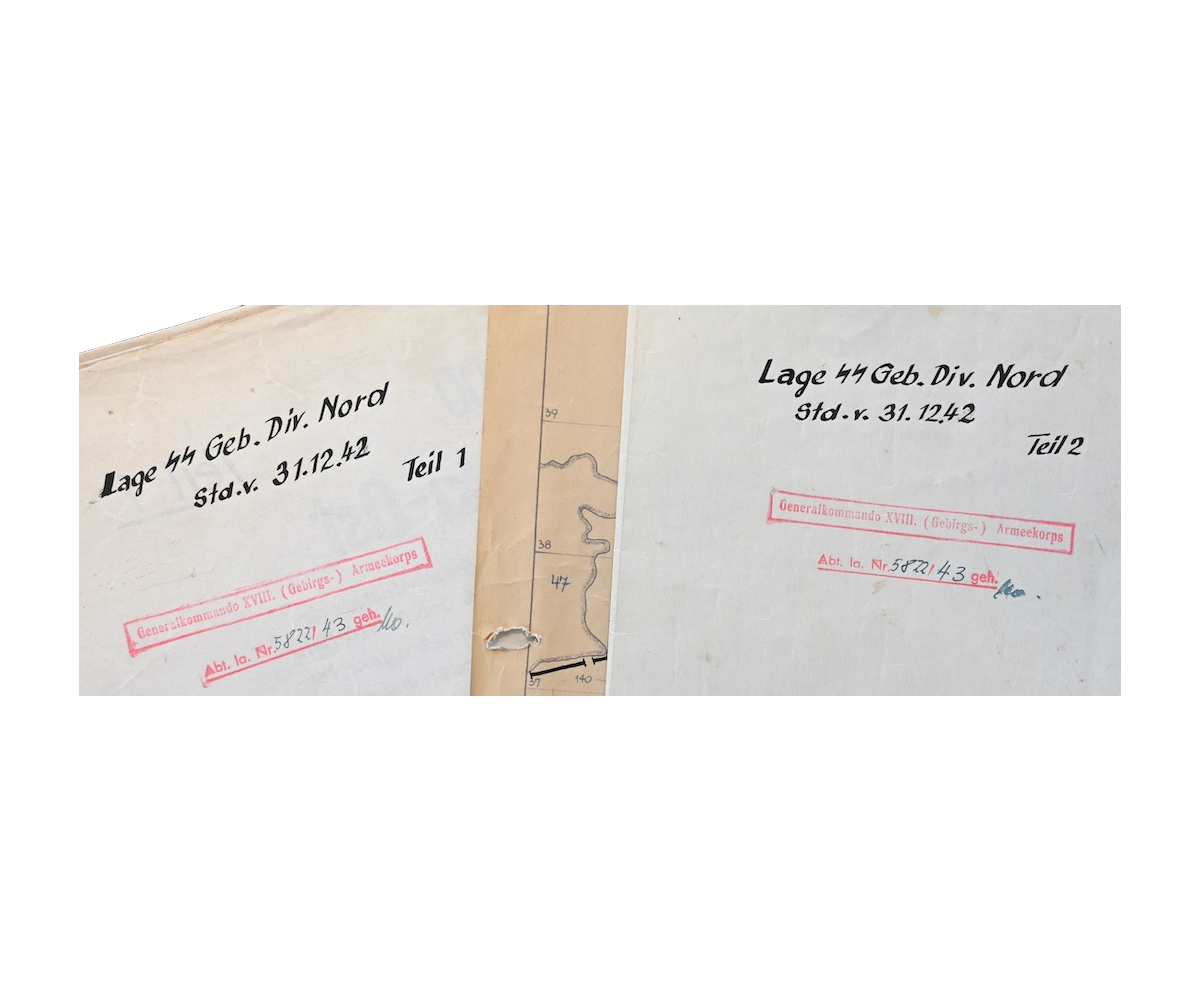 Lage ᛋᛋ Geb. Div. Nord
Std. v. 31.12.42
Teil 1
Generalkommando XVIII. (Gebirgs-) Armeekorps
Abt. Ia. Nr. 5822/43 geh.
39
38
47
37
140
Lage ᛋᛋ Geb. Div. Nord
Std. v. 31.12.42
Teil 2
Generalkommando XVIII. (Gebirgs-) Armeekorps
Abt. Ia. Nr. 5822/43 geh.